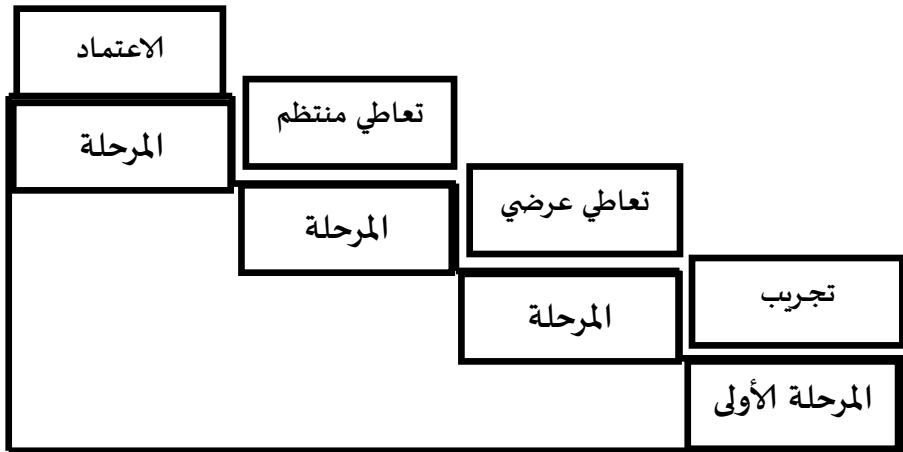 الاعتماد
تعاطي منتظم
المرحلة
تعاطي عرضي
المرحلة
تجريب
المرحلة
المرحلة الأولى